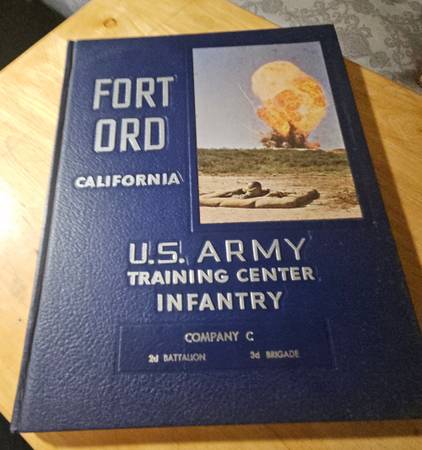 FORT
ORD
CALIFORNIA
U.S. ARMY
TRAINING CENTER
INFANTRY
COMPANY C
2d BATTALION 3d BRIGADE